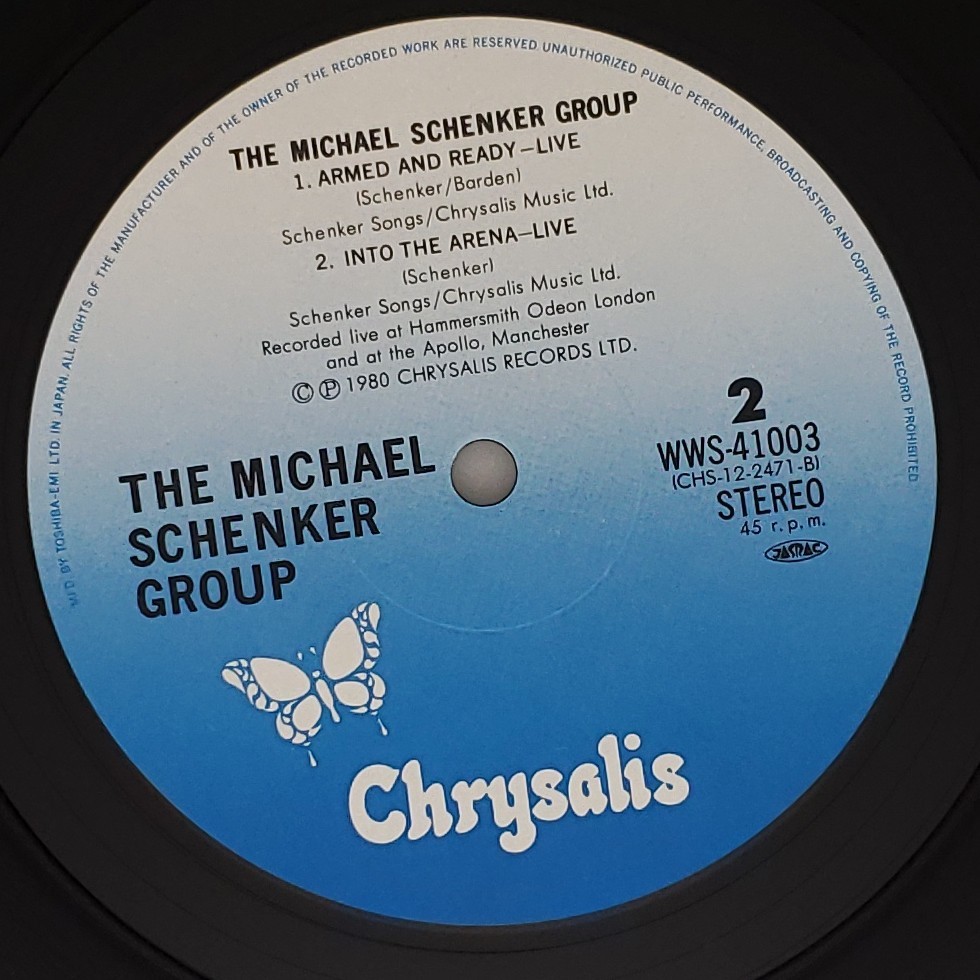 MF'D BY TOSHIBA-EMI LTD. IN JAPAN. ALL RIGHTS OF THE MANUFACTURER AND OF THE OWNER OF THE RECORDED WORK ARE RESERVED. UNAUTHORIZED PUBLIC PERFORMANCE, BROADCASTING AND COPYING OF THE RECORD PROHIBITED
THE MICHAEL SCHENKER GROUP
1. ARMED AND READY–LIVE
(Schenker/Barden)
Schenker Songs/Chrysalis Music Ltd.
2. INTO THE ARENA–LIVE
(Schenker)
Schenker Songs/Chrysalis Music Ltd.
Recorded live at Hammersmith Odeon London
and at the Apollo, Manchester
© ℗ 1980 CHRYSALIS RECORDS LTD.
THE MICHAEL
SCHENKER
GROUP
2
WWS-41003
(CHS-12-2471-B)
STEREO
45 r.p.m.
JASRAC
Chrysalis